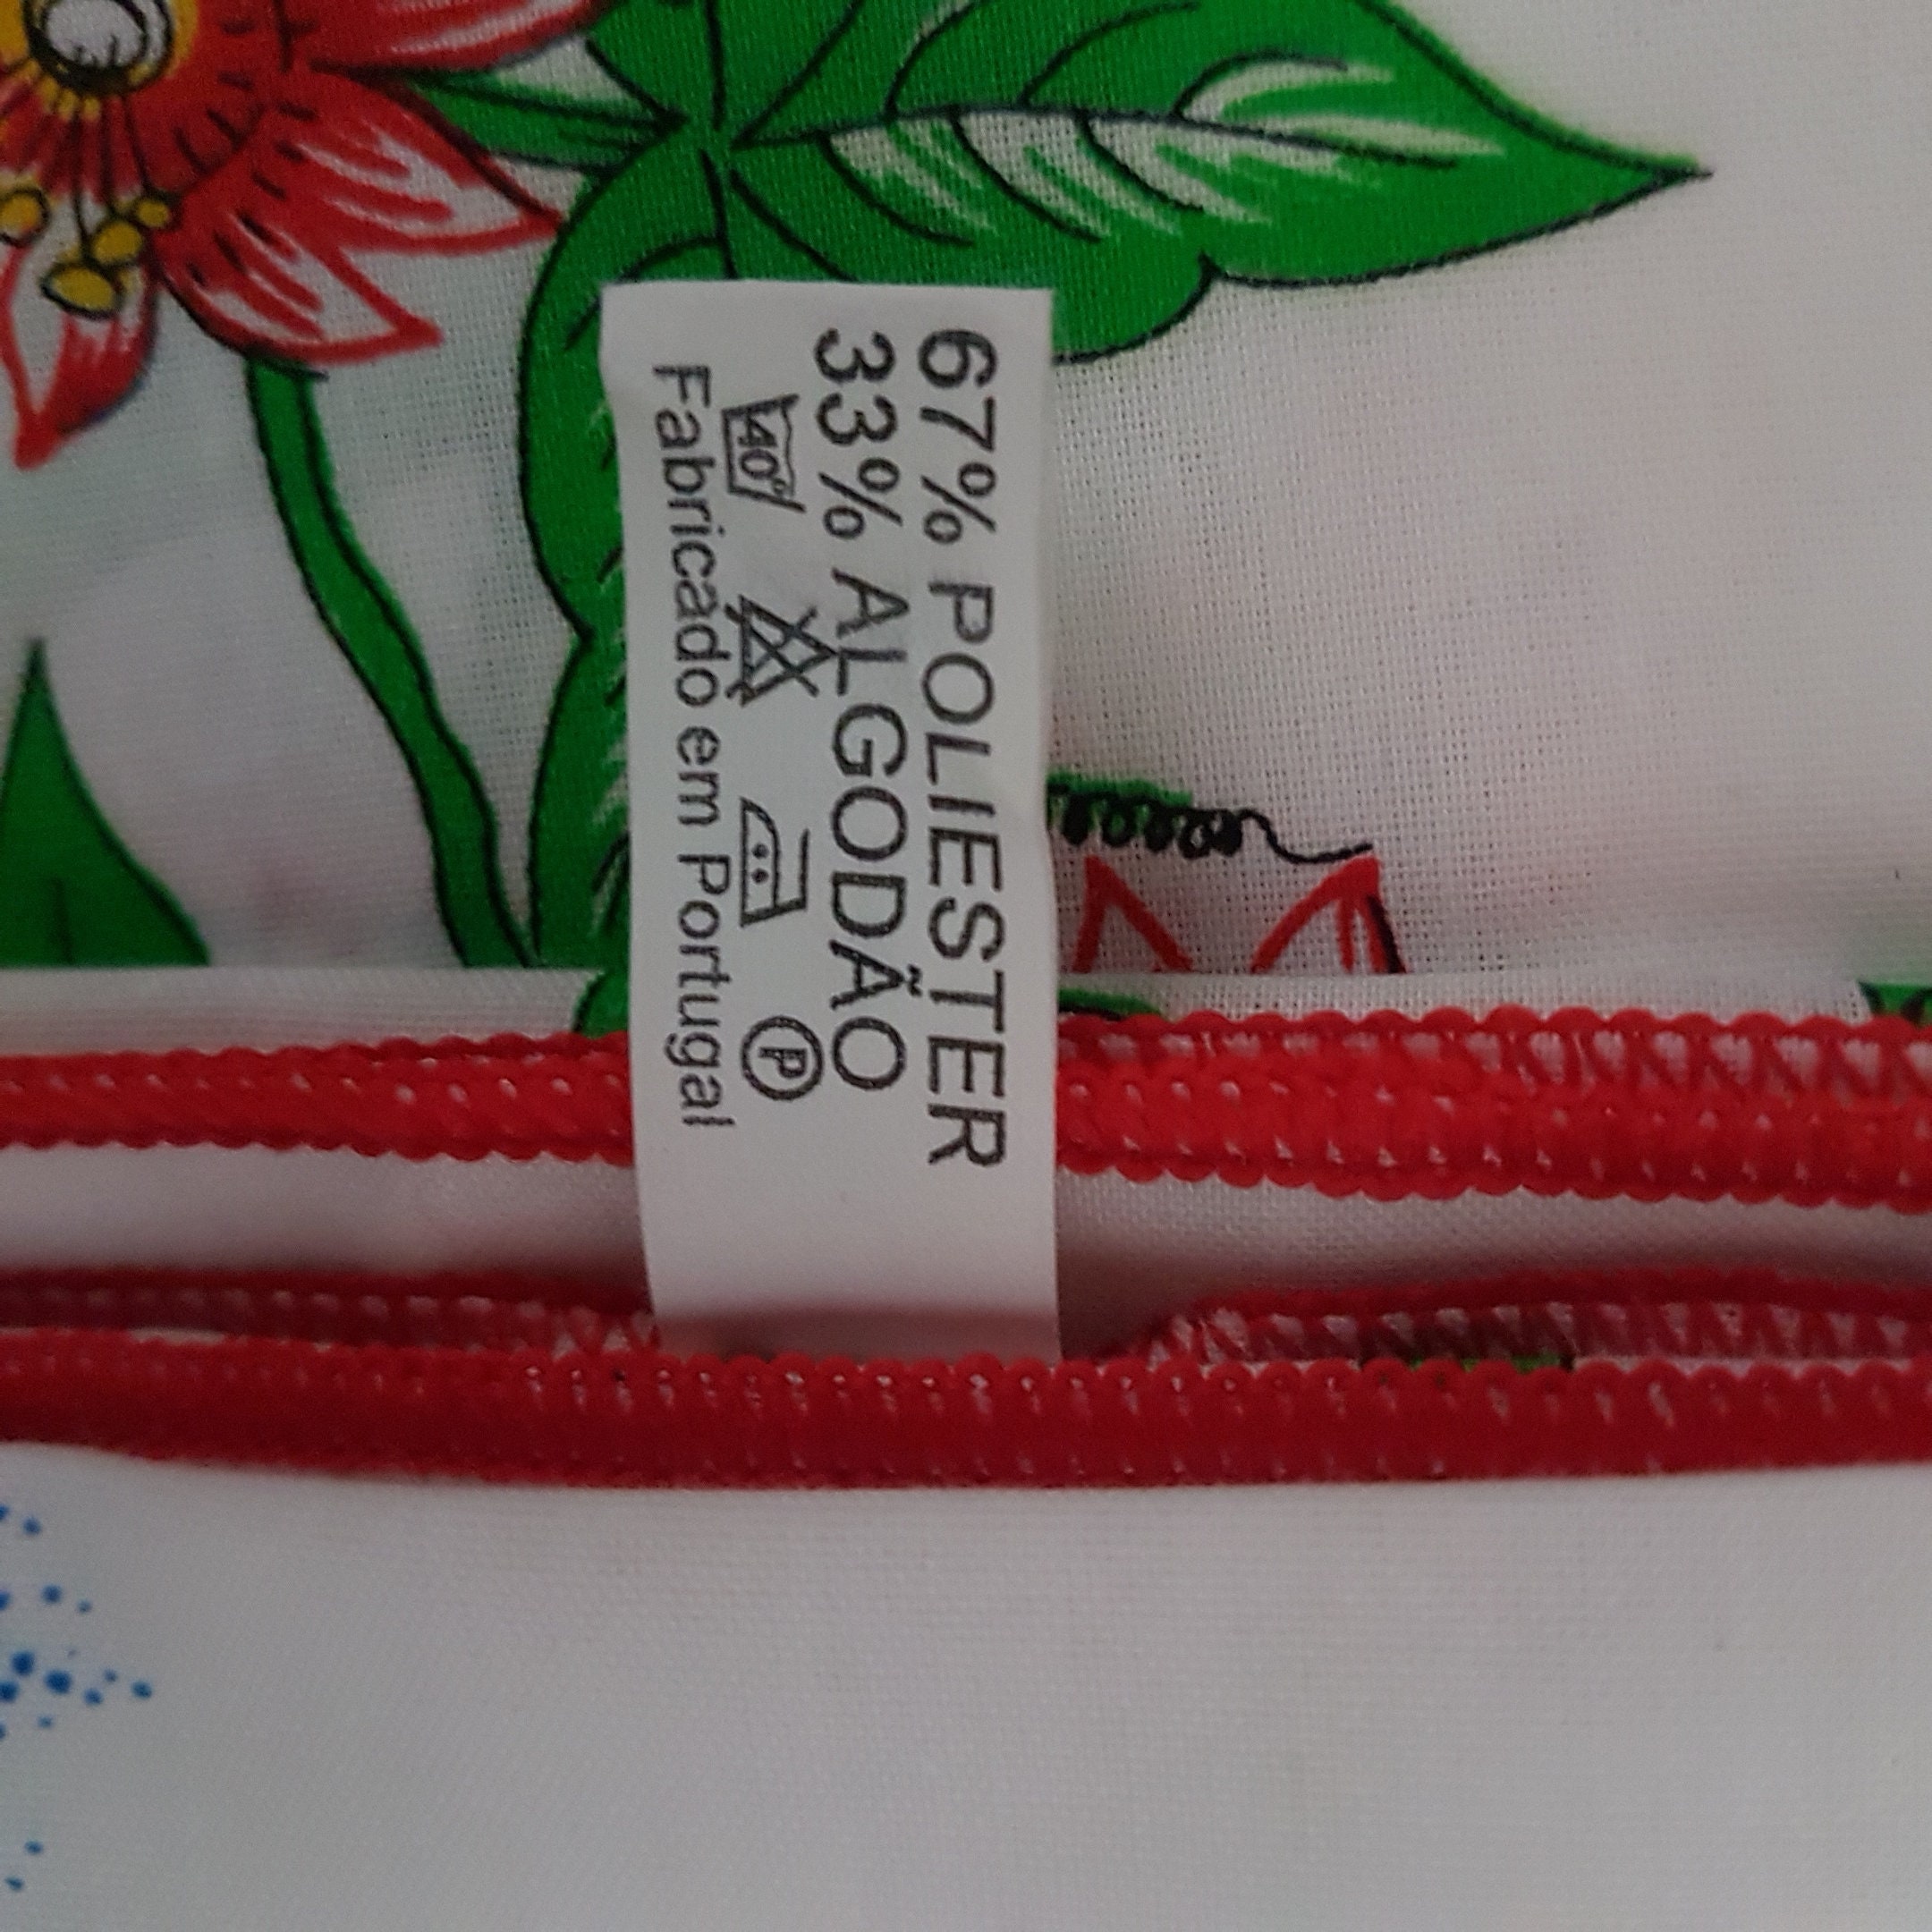 67% POLIESTER
33% ALGODÃO
40° P
Fabricado em Portugal